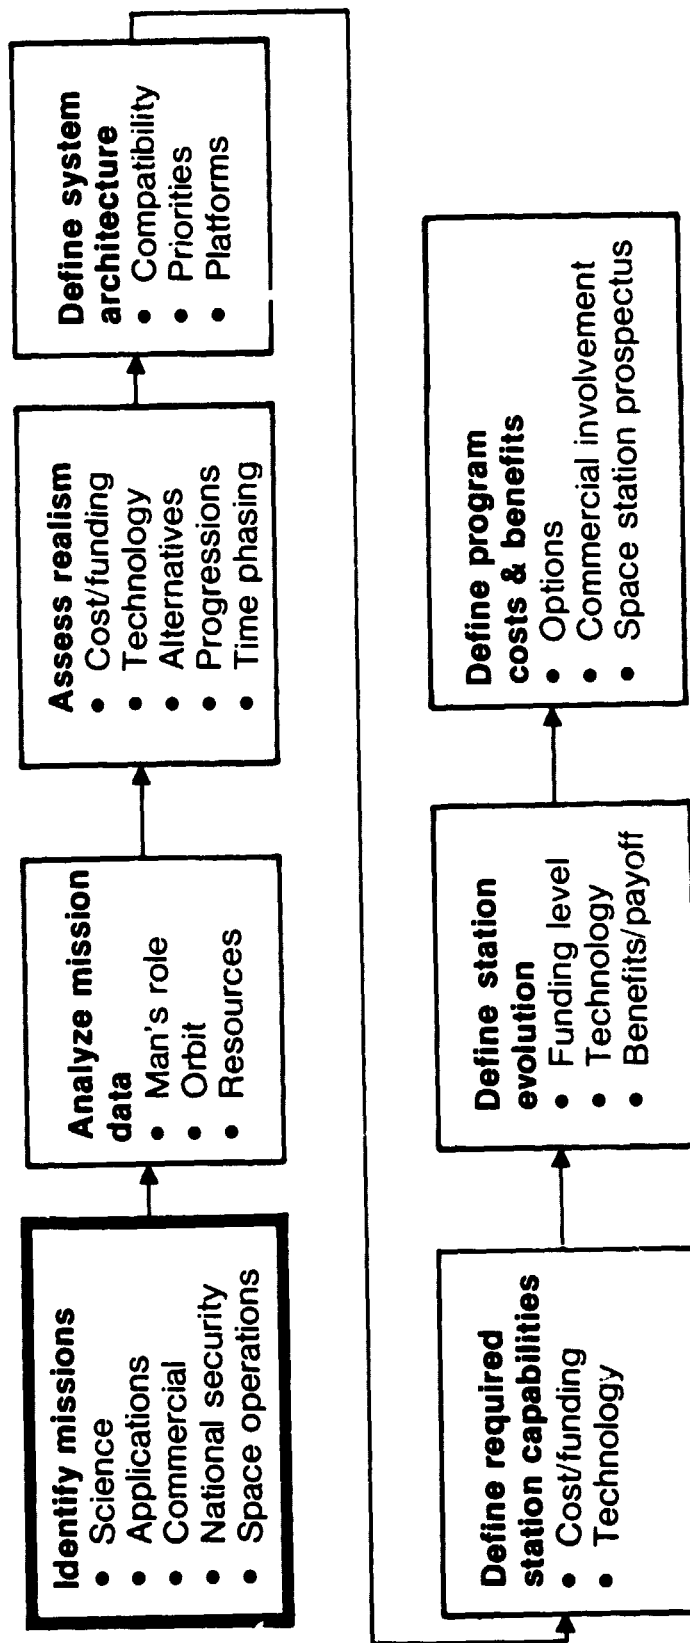 Identify missions
• Science
• Applications
• Commercial
• National security
• Space operations
Analyze mission
data
• Man's role
• Orbit
• Resources
Assess realism
• Cost/funding
• Technology
• Alternatives
• Progressions
• Time phasing
Define system
architecture
• Compatibility
• Priorities
• Platforms
Define required
station capabilities
• Cost/funding
• Technology
Define station
evolution
• Funding level
• Technology
• Benefits/payoff
Define program
costs & benefits
• Options
• Commercial involvement
• Space station prospectus